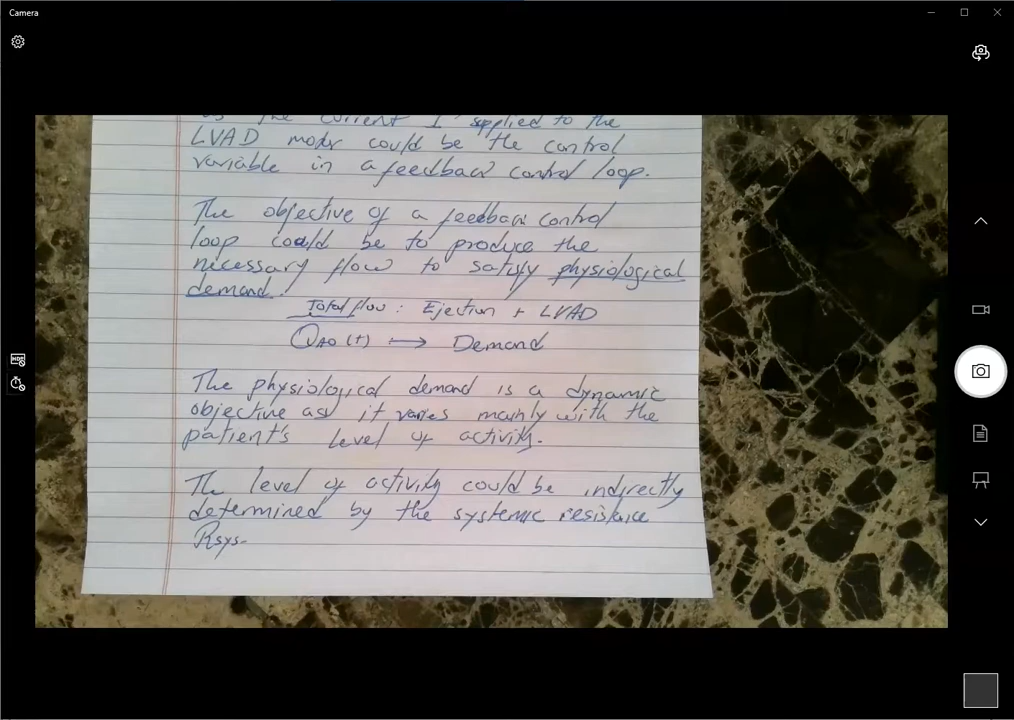 Camera
as the current I supplied to the
LVAD motor could be the control
variable in a feedback control loop.
The objective of a feedback control
loop could be to produce the
necessary flow to satisfy physiological
demand.
Total flow: Ejection + LVAD
QAO (t) → Demand
The physiological demand is a dynamic
objective as it varies mainly with the
patient's level of activity.
The level of activity could be indirectly
determined by the systemic resistance
Rsys.